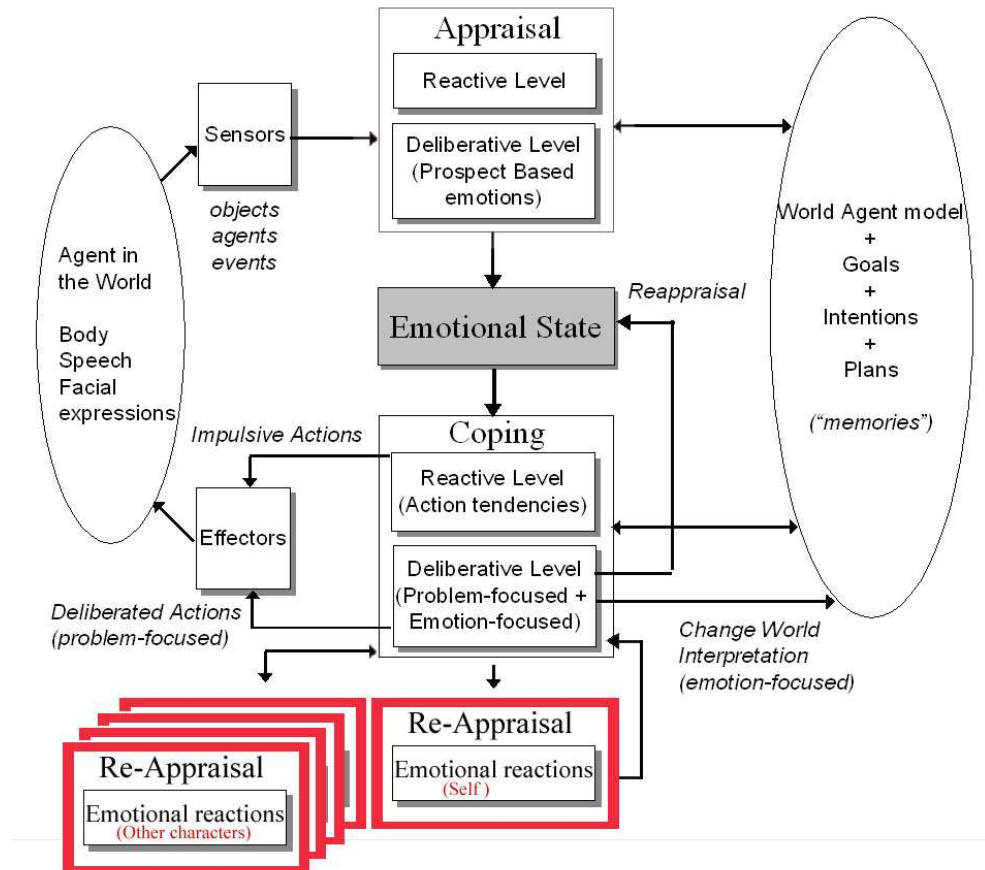 Appraisal
Reactive Level
Deliberative Level
(Prospect Based
emotions)
Sensors
objects
agents
events
Agent in
the World
Body
Speech
Facial
expressions
World Agent model
+
Goals
+
Intentions
+
Plans
(“memories”)
Reappraisal
Emotional State
Coping
Impulsive Actions
Reactive Level
(Action tendencies)
Effectors
Deliberative Level
(Problem-focused +
Emotion-focused)
Deliberated Actions
(problem-focused)
Change World
Interpretation
(emotion-focused)
Re-Appraisal
Emotional reactions
(Other characters)
Re-Appraisal
Emotional reactions
(Self )